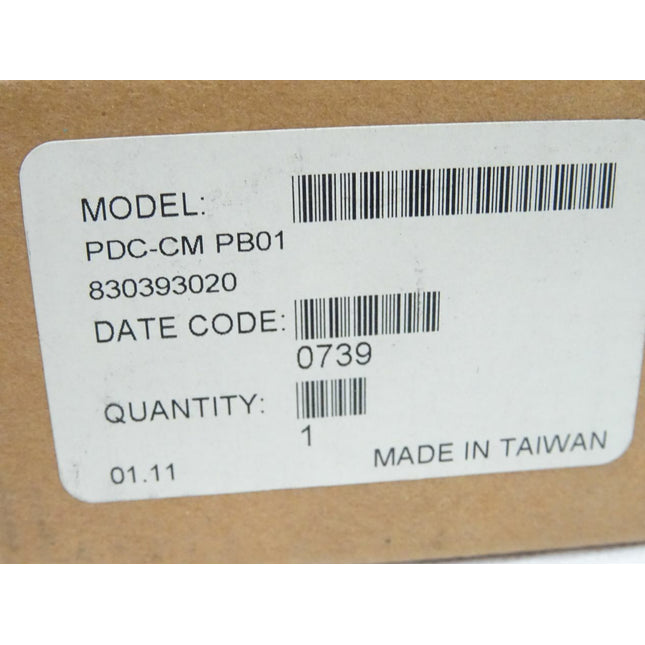 MODEL:
PDC-CM PB01
830393020
DATE CODE:
0739
QUANTITY:
1
01.11
MADE IN TAIWAN